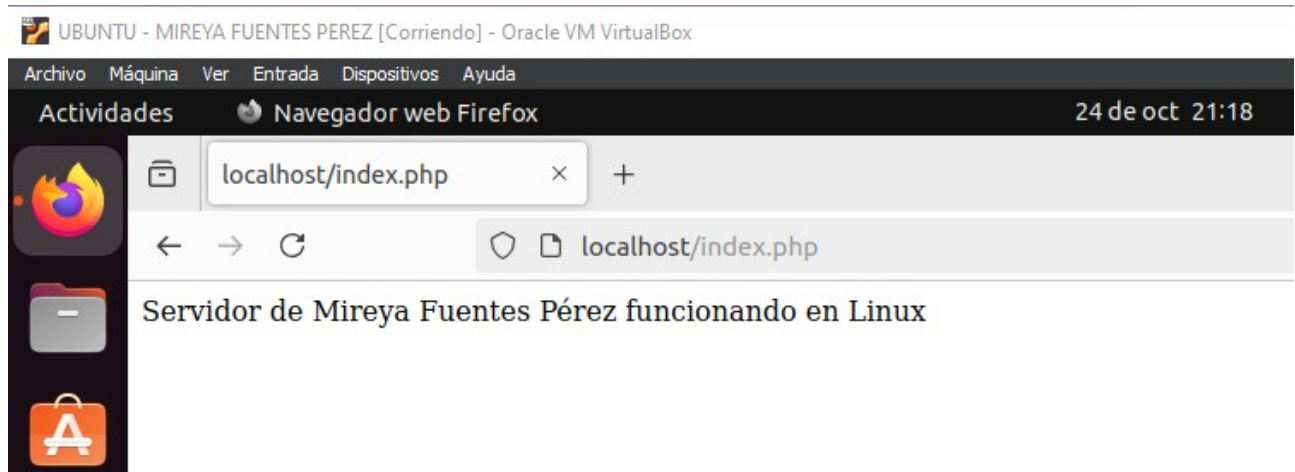 UBUNTU - MIREYA FUENTES PEREZ [Corriendo] - Oracle VM VirtualBox
Archivo Máquina Ver Entrada Dispositivos Ayuda
Actividades Navegador web Firefox 24 de oct 21:18
localhost/index.php
localhost/index.php
Servidor de Mireya Fuentes Pérez funcionando en Linux